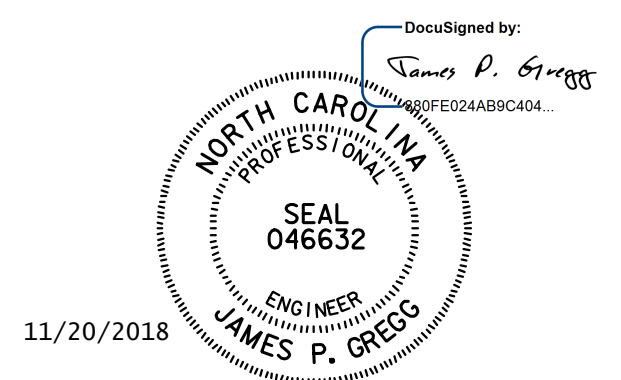 DocuSigned by:
James P. Gregg
880FE024AB9C404...
NORTH CAROLINA
PROFESSIONAL
SEAL
046632
ENGINEER
JAMES P. GREGG
11/20/2018